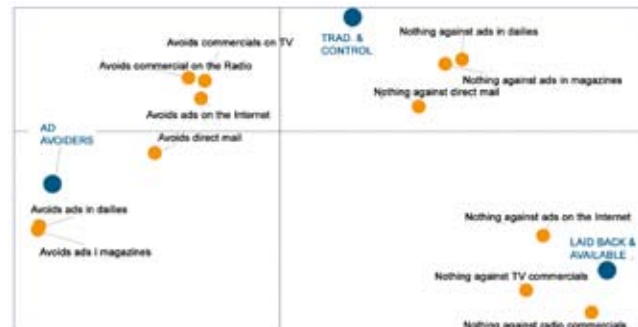 Avoids commercials on TV
TRAD. &
CONTROL
Nothing against ads in dailies
Avoids commercial on the Radio
Nothing against ads in magazines
Nothing against direct mail
Avoids ads on the Internet
AD
AVOIDERS
Avoids direct mail
Avoids ads in dailies
Nothing against ads on the Internet
Avoids ads i magazines
LAID BACK &
AVAILABLE .
Nothing against TV commercials
Nothing against radio commercials